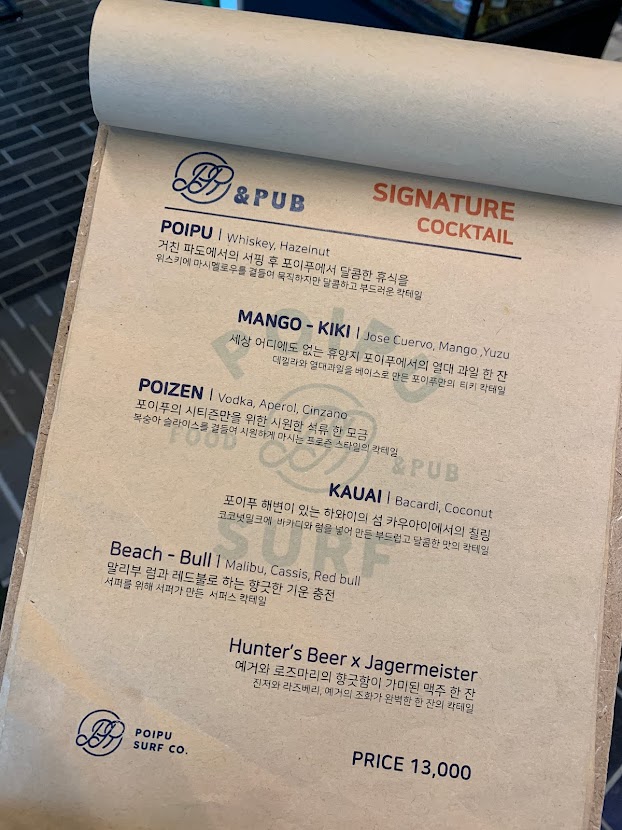 &PUB
SIGNATURE
COCKTAIL
POIPU | Whiskey, Hazelnut
거친 파도에서의 서핑 후 포이푸에서 달콤한 휴식을
위스키에 마시멜로우를 곁들여 묵직하지만 달콤하고 부드러운 칵테일
MANGO - KIKI | Jose Cuervo, Mango ,Yuzu
세상 어디에도 없는 휴양지 포이푸에서의 열대 과일 한 잔
데낄라와 열대과일을 베이스로 만든 포이푸만의 티키 칵테일
POIZEN | Vodka, Aperol, Cinzano
포이푸의 시티즌만을 위한 시원한 석류 한 모금
복숭아 슬라이스를 곁들여 시원하게 마시는 프로즌 스타일의 칵테일
KAUAI | Bacardi, Coconut
포이푸 해변이 있는 하와이의 섬 카우아이에서의 칠링
코코넛밀크에 바카디와 럼을 넣어 만든 부드럽고 달콤한 맛의 칵테일
Beach - Bull | Malibu, Cassis, Red bull
말리부 럼과 레드불로 하는 향긋한 기운 충전
서퍼를 위해 서퍼가 만든 서퍼스 칵테일
Hunter's Beer x Jagermeister
예거와 로즈마리의 향긋향이 가미된 맥주 한 잔
진저와 라즈베리, 예거의 조화가 완벽한 한 잔의 칵테일
POIPU
FOOD &PUB
SURF
POIPU
SURF CO.
PRICE 13,000